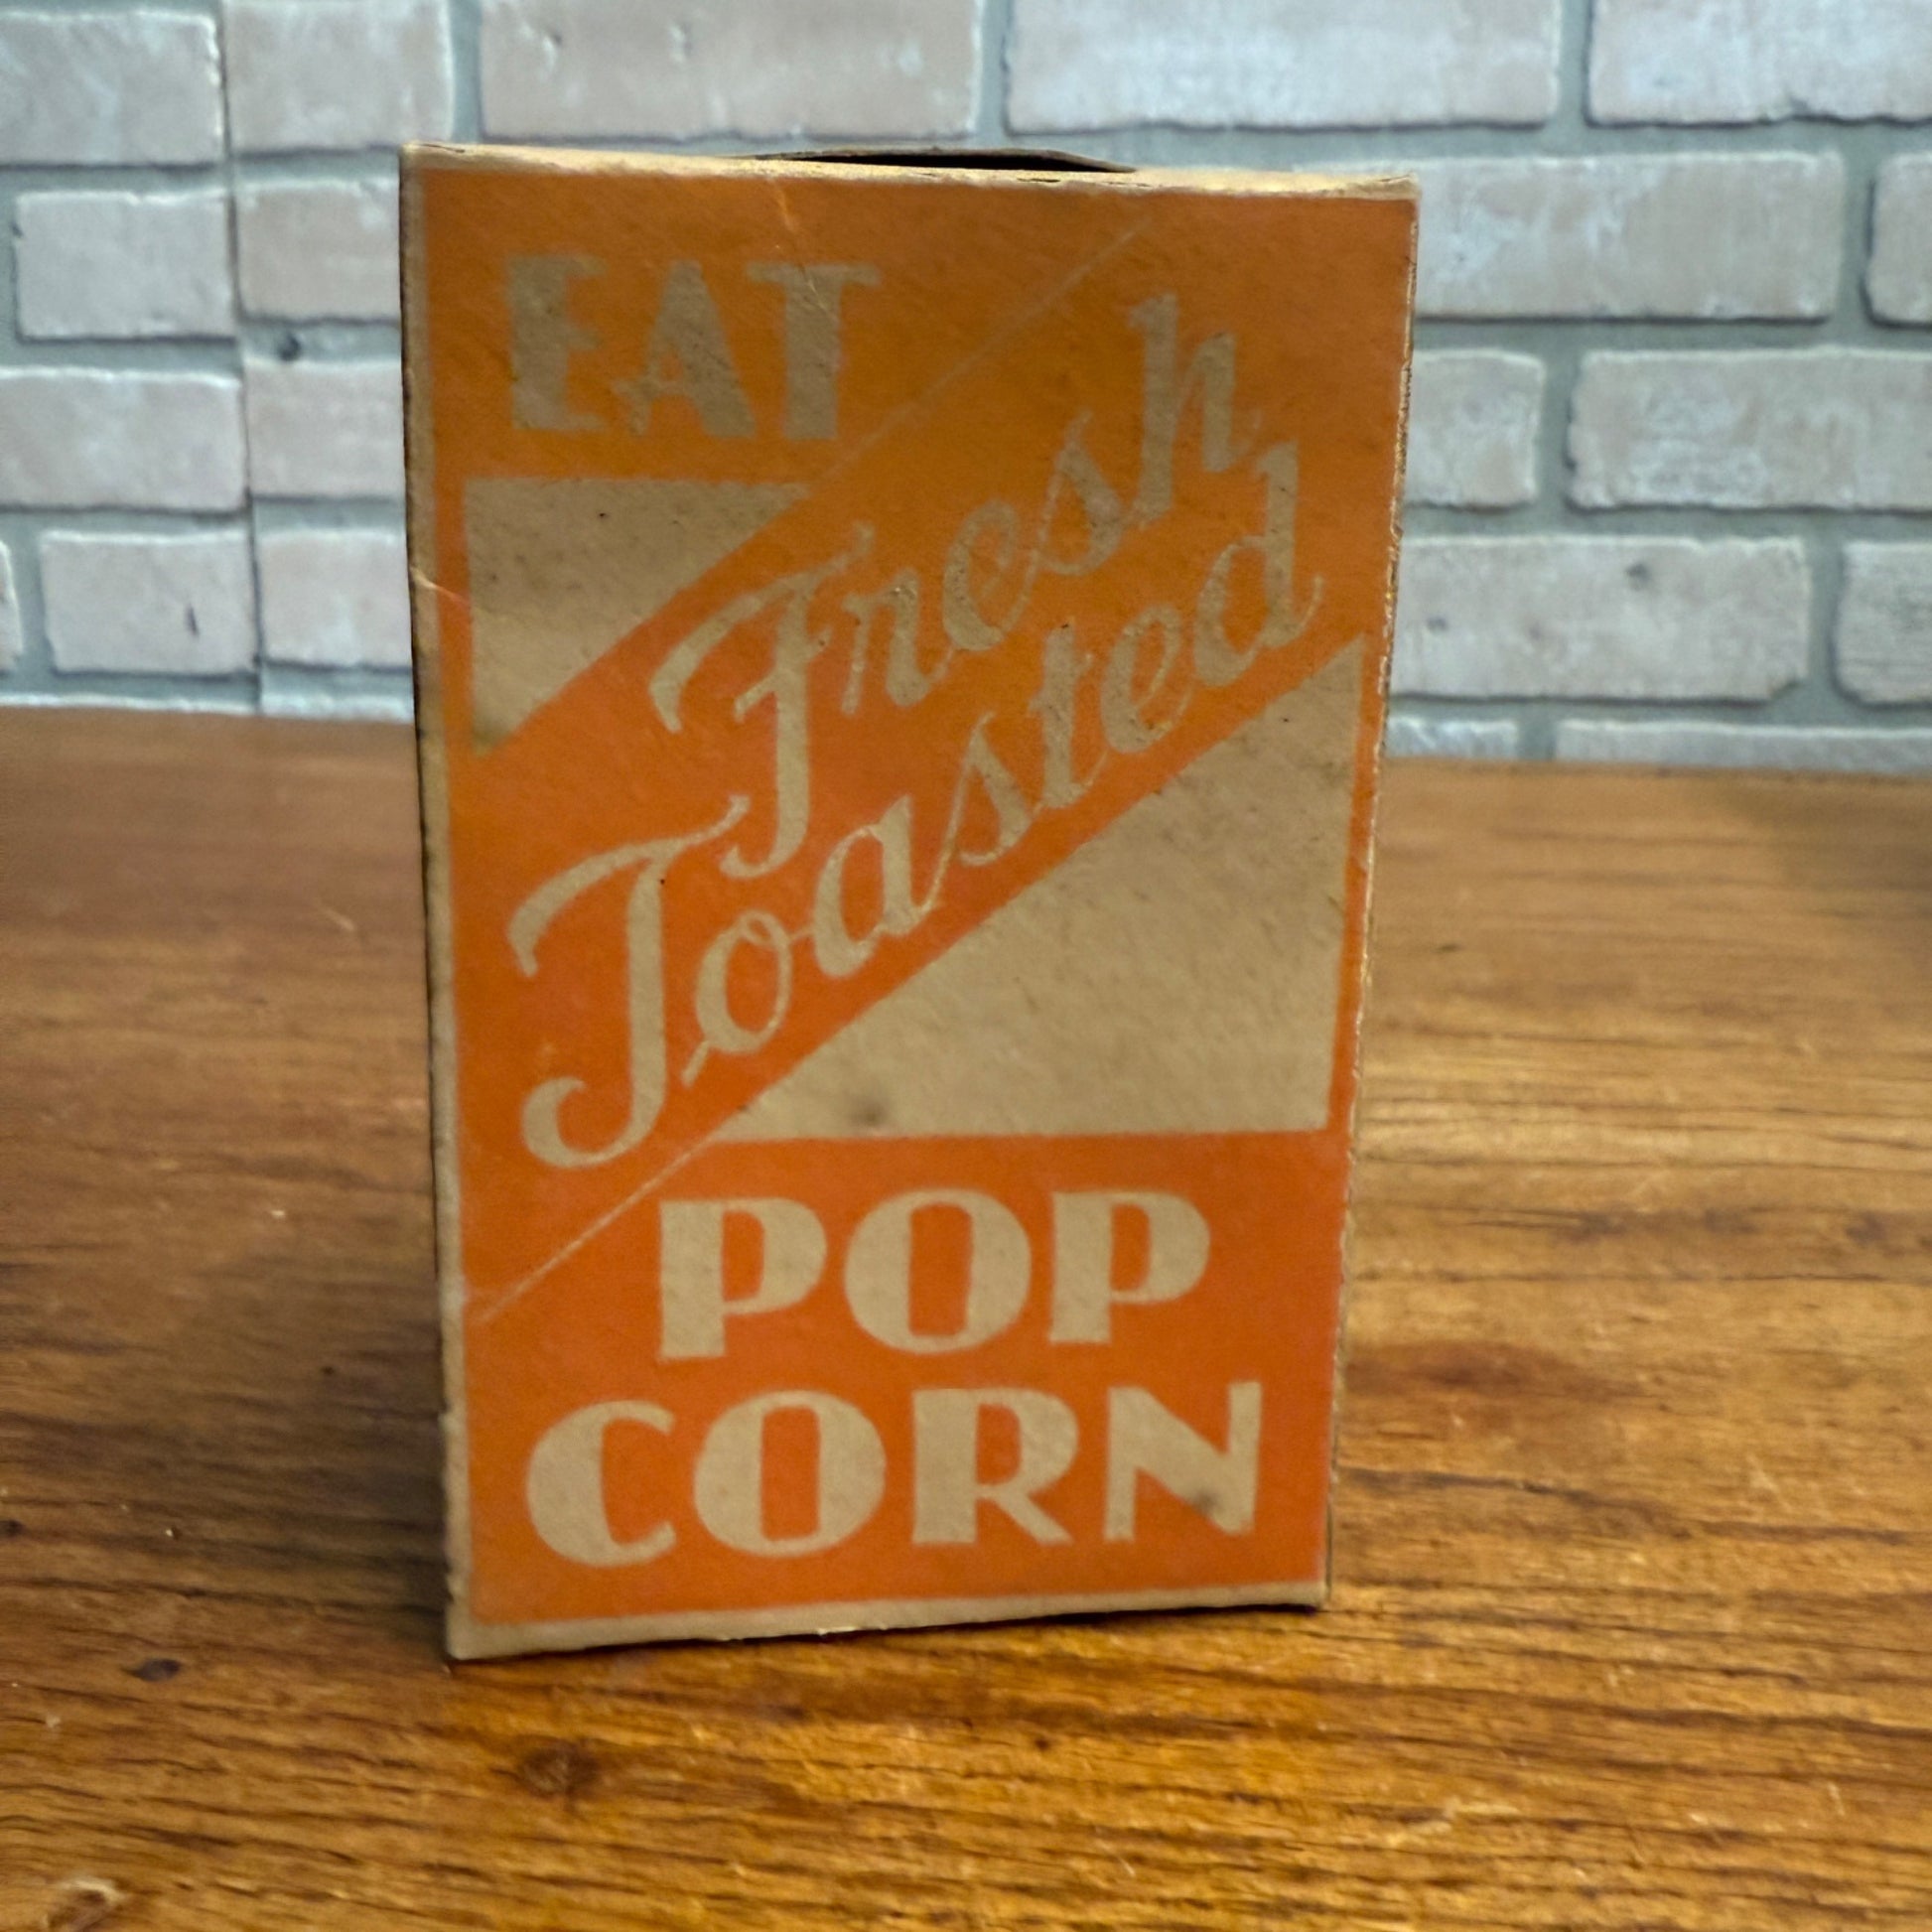 EAT
Fresh
Toasted
POP
CORN